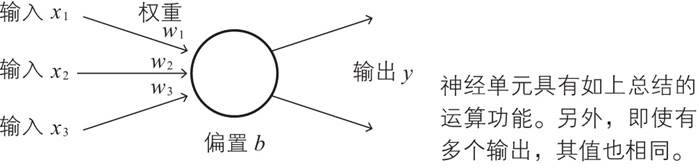 输入 x1
权重
w1
输入 x2
w2
w3
输入 x3
偏置 b
输出 y
神经单元具有如上总结的
运算功能。另外，即使有
多个输出，其值也相同。